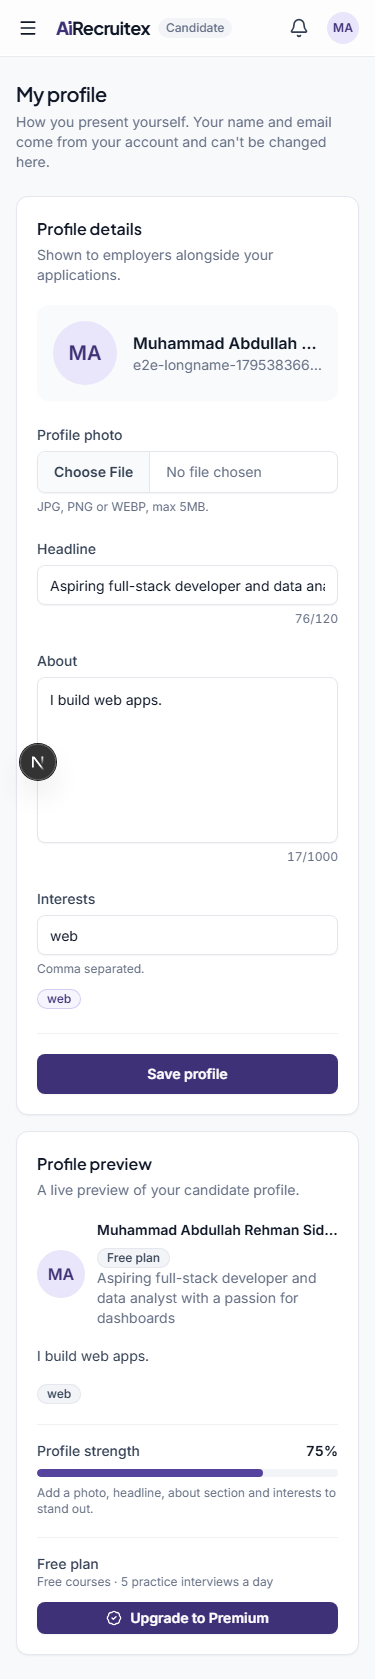 AiRecruitex Candidate MA
My profile
How you present yourself. Your name and email
come from your account and can't be changed
here.
Profile details
Shown to employers alongside your
applications.
MA
Muhammad Abdullah ...
e2e-longname-179538366...
Profile photo
Choose File No file chosen
JPG, PNG or WEBP, max 5MB.
Headline
Aspiring full-stack developer and data ana
76/120
About
I build web apps.
N
17/1000
Interests
web
Comma separated.
web
Save profile
Profile preview
A live preview of your candidate profile.
MA
Muhammad Abdullah Rehman Sid...
Free plan
Aspiring full-stack developer and
data analyst with a passion for
dashboards
I build web apps.
web
Profile strength 75%
Add a photo, headline, about section and interests to
stand out.
Free plan
Free courses · 5 practice interviews a day
Upgrade to Premium